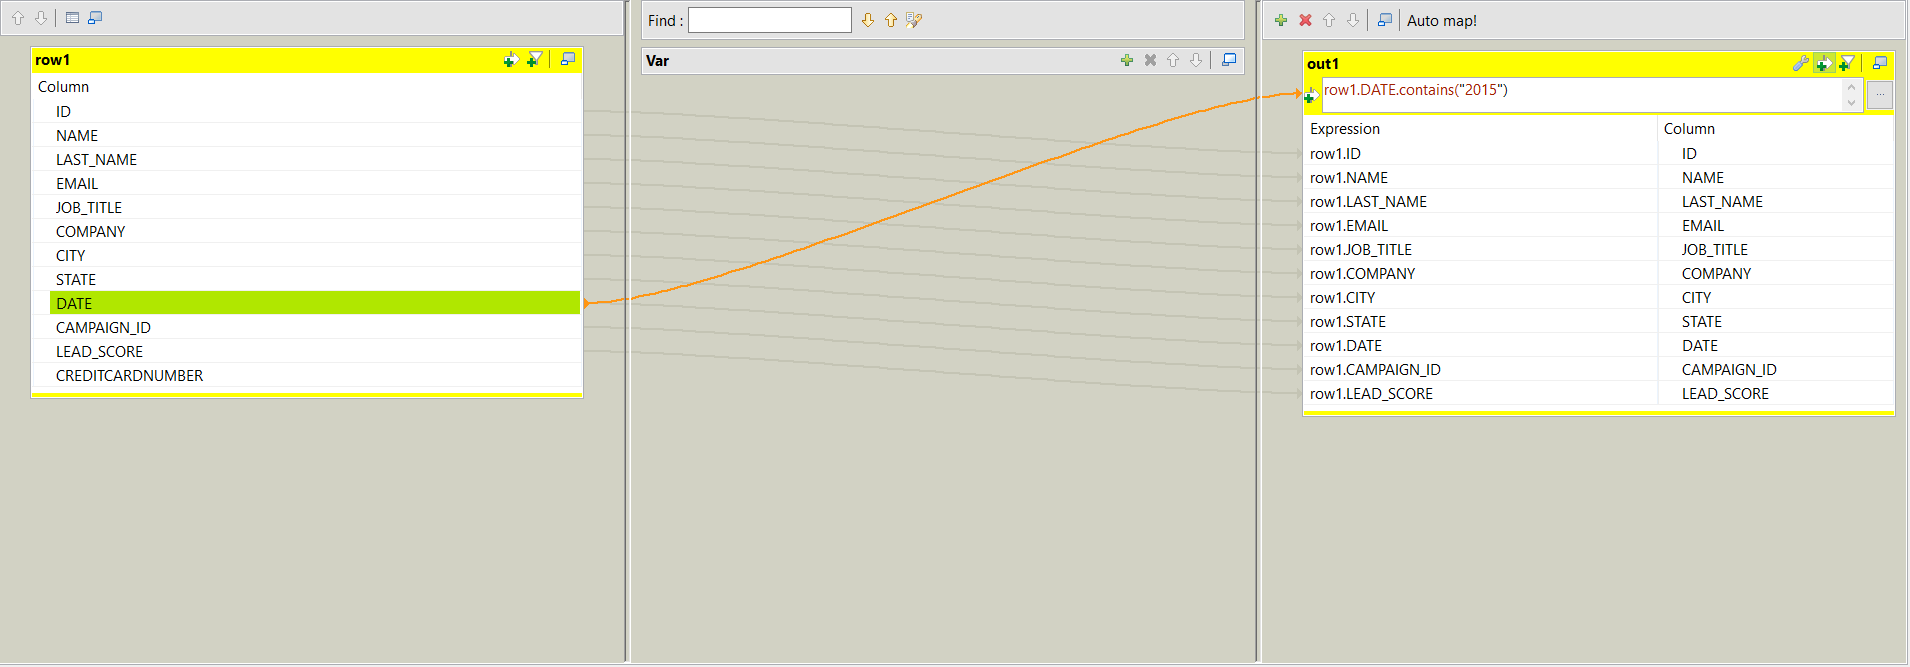 row1
Column
ID
NAME
LAST_NAME
EMAIL
JOB_TITLE
COMPANY
CITY
STATE
DATE
CAMPAIGN_ID
LEAD_SCORE
CREDITCARDNUMBER
Find :
Var
Auto map!
out1
row1.DATE.contains("2015")
...
Expression Column
row1.ID ID
row1.NAME NAME
row1.LAST_NAME LAST_NAME
row1.EMAIL EMAIL
row1.JOB_TITLE JOB_TITLE
row1.COMPANY COMPANY
row1.CITY CITY
row1.STATE STATE
row1.DATE DATE
row1.CAMPAIGN_ID CAMPAIGN_ID
row1.LEAD_SCORE LEAD_SCORE